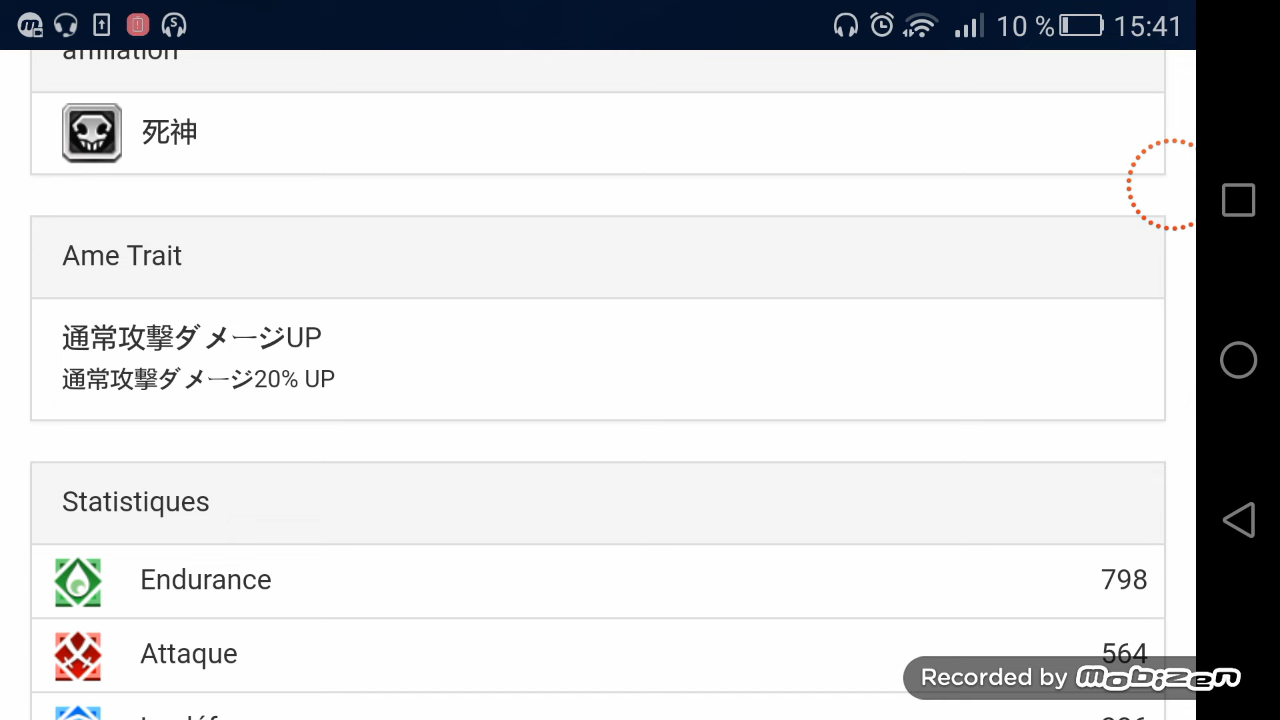 10 % 15:41
affiliation
死神
Ame Trait
通常攻撃ダメージUP
通常攻撃ダメージ20% UP
Statistiques
Endurance 798
Attaque 564
Recorded by mobizen